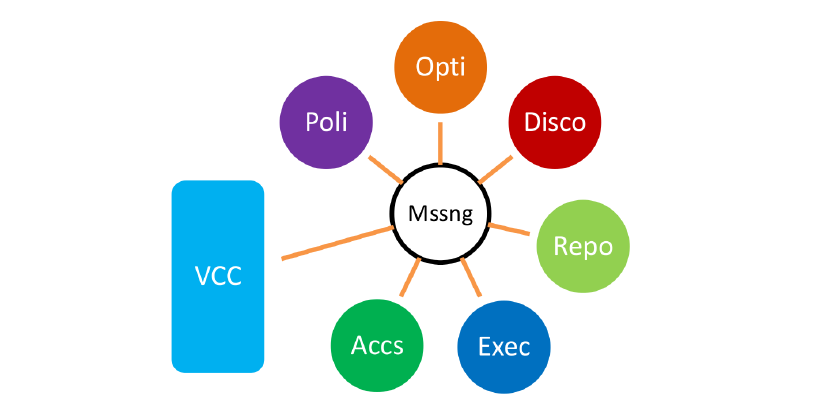 Opti
Poli
Disco
Mssng
Repo
VCC
Accs
Exec